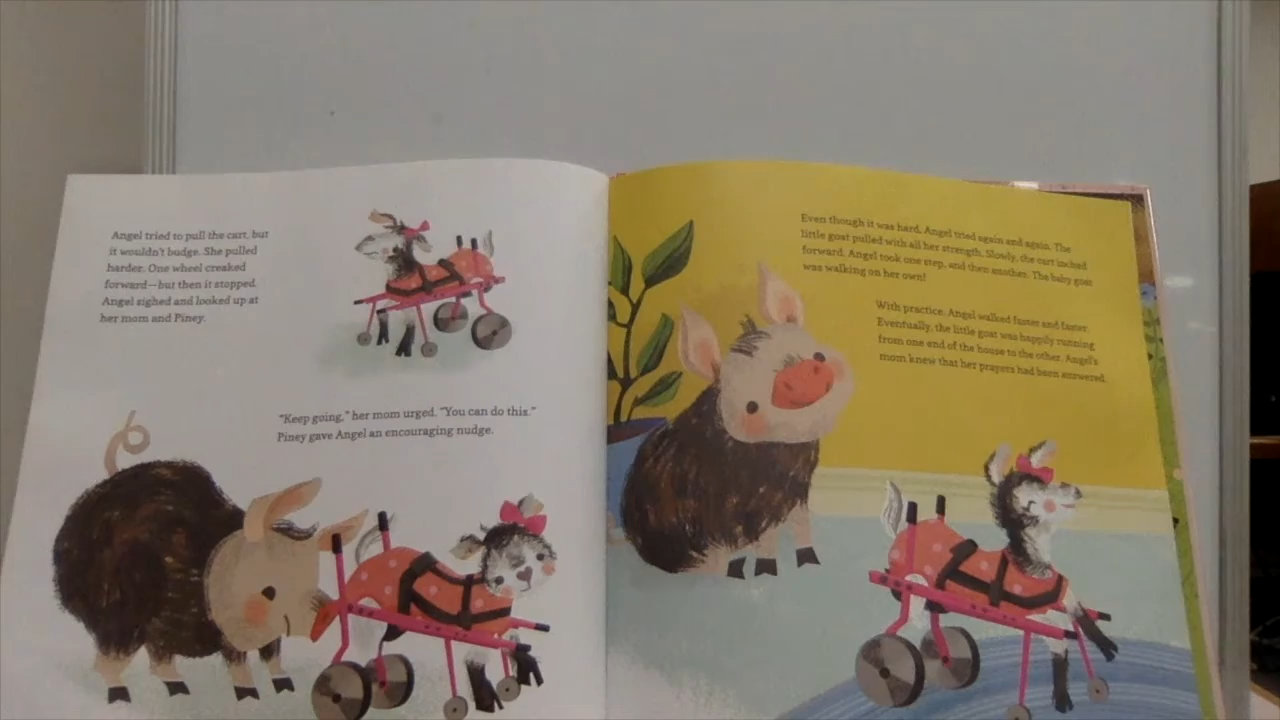 Angel tried to pull the cart, but
it wouldn't budge. She pulled
harder. One wheel creaked
forward—but then it stopped.
Angel sighed and looked up at
her mom and Piney.
"Keep going," her mom urged. "You can do this."
Piney gave Angel an encouraging nudge.
Even though it was hard, Angel tried again and again. The
little goat pulled with all her strength. Slowly, the cart inched
forward. Angel took one step, and then another. The baby goat
was walking on her own!
With practice, Angel walked faster and faster.
Eventually, the little goat was happily running
from one end of the house to the other. Angel's
mom knew that her prayers had been answered.